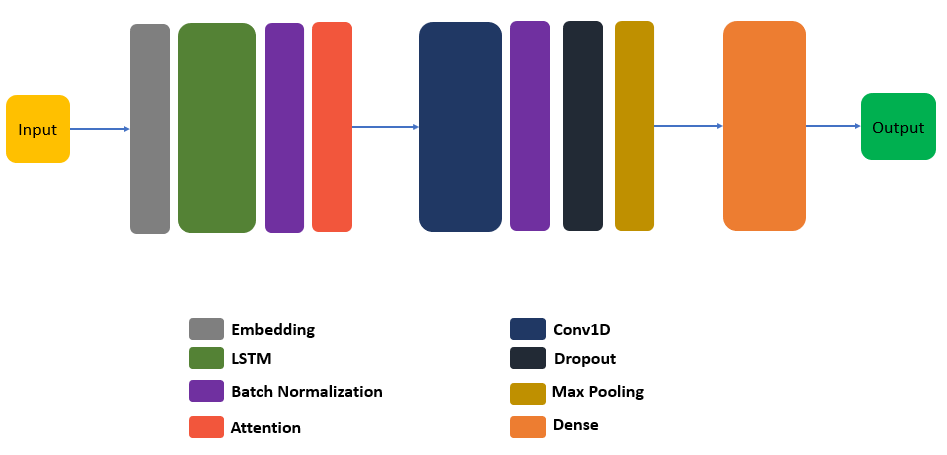 Input
Output
Embedding
LSTM
Batch Normalization
Attention
Conv1D
Dropout
Max Pooling
Dense